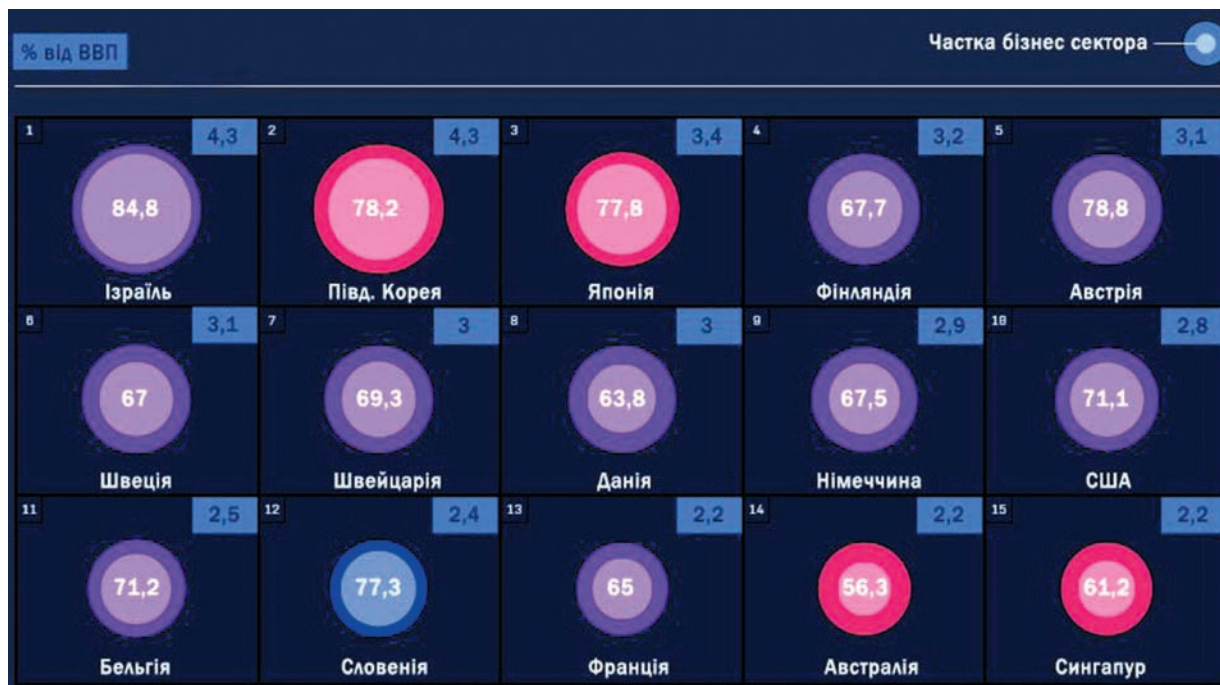 % від ВВП
Частка бізнес сектора
1 4,3
84,8
Ізраїль
2 4,3
78,2
Півд. Корея
3 3,4
77,8
Японія
4 3,2
67,7
Фінляндія
5 3,1
78,8
Австрія
6 3,1
67
Швеція
7 3
69,3
Швейцарія
8 3
63,8
Данія
9 2,9
67,5
Німеччина
10 2,8
71,1
США
11 2,5
71,2
Бельгія
12 2,4
77,3
Словенія
13 2,2
65
Франція
14 2,2
56,3
Австралія
15 2,2
61,2
Сингапур